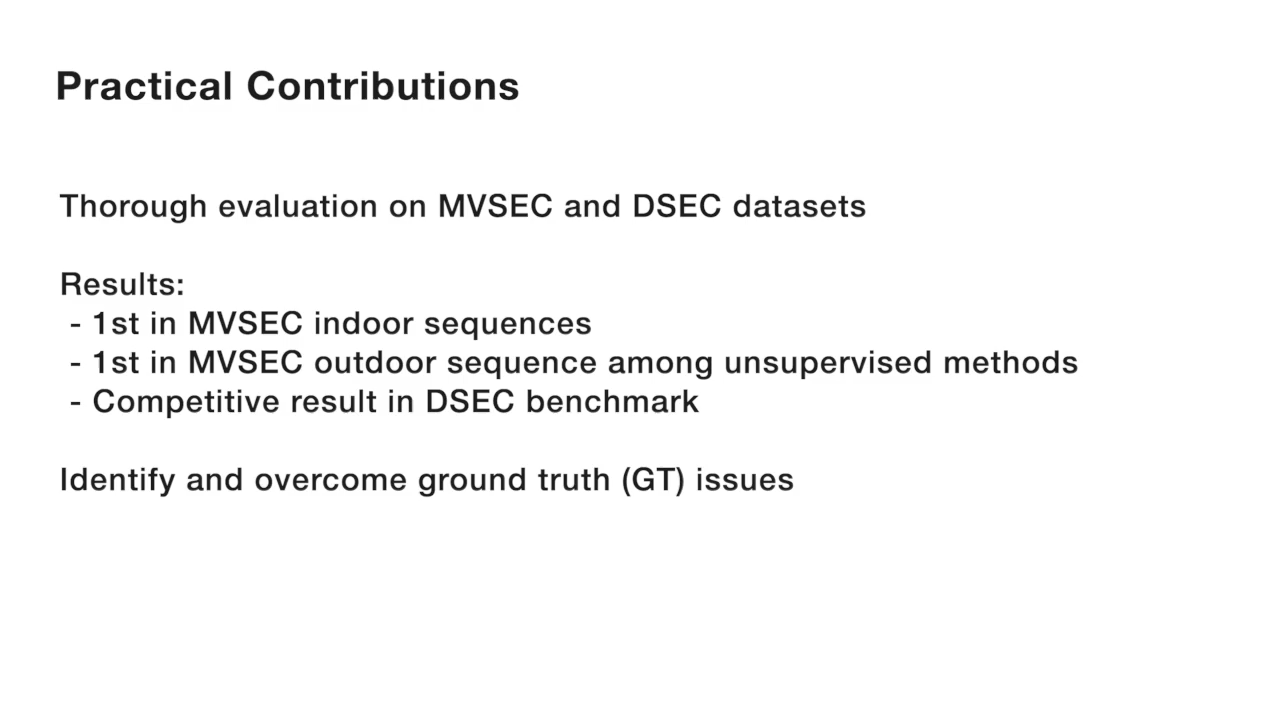 Practical Contributions
Thorough evaluation on MVSEC and DSEC datasets
Results:
- 1st in MVSEC indoor sequences
- 1st in MVSEC outdoor sequence among unsupervised methods
- Competitive result in DSEC benchmark
Identify and overcome ground truth (GT) issues